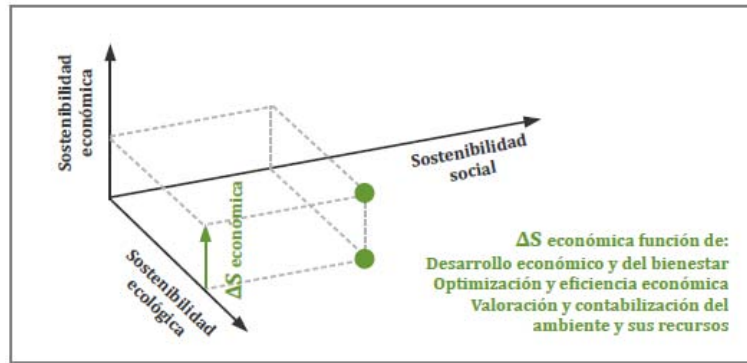 Sostenibilidad
económica
Sostenibilidad
social
ΔS económica
Sostenibilidad
ecológica
ΔS económica función de:
Desarrollo económico y del bienestar
Optimización y eficiencia económica
Valoración y contabilización del
ambiente y sus recursos